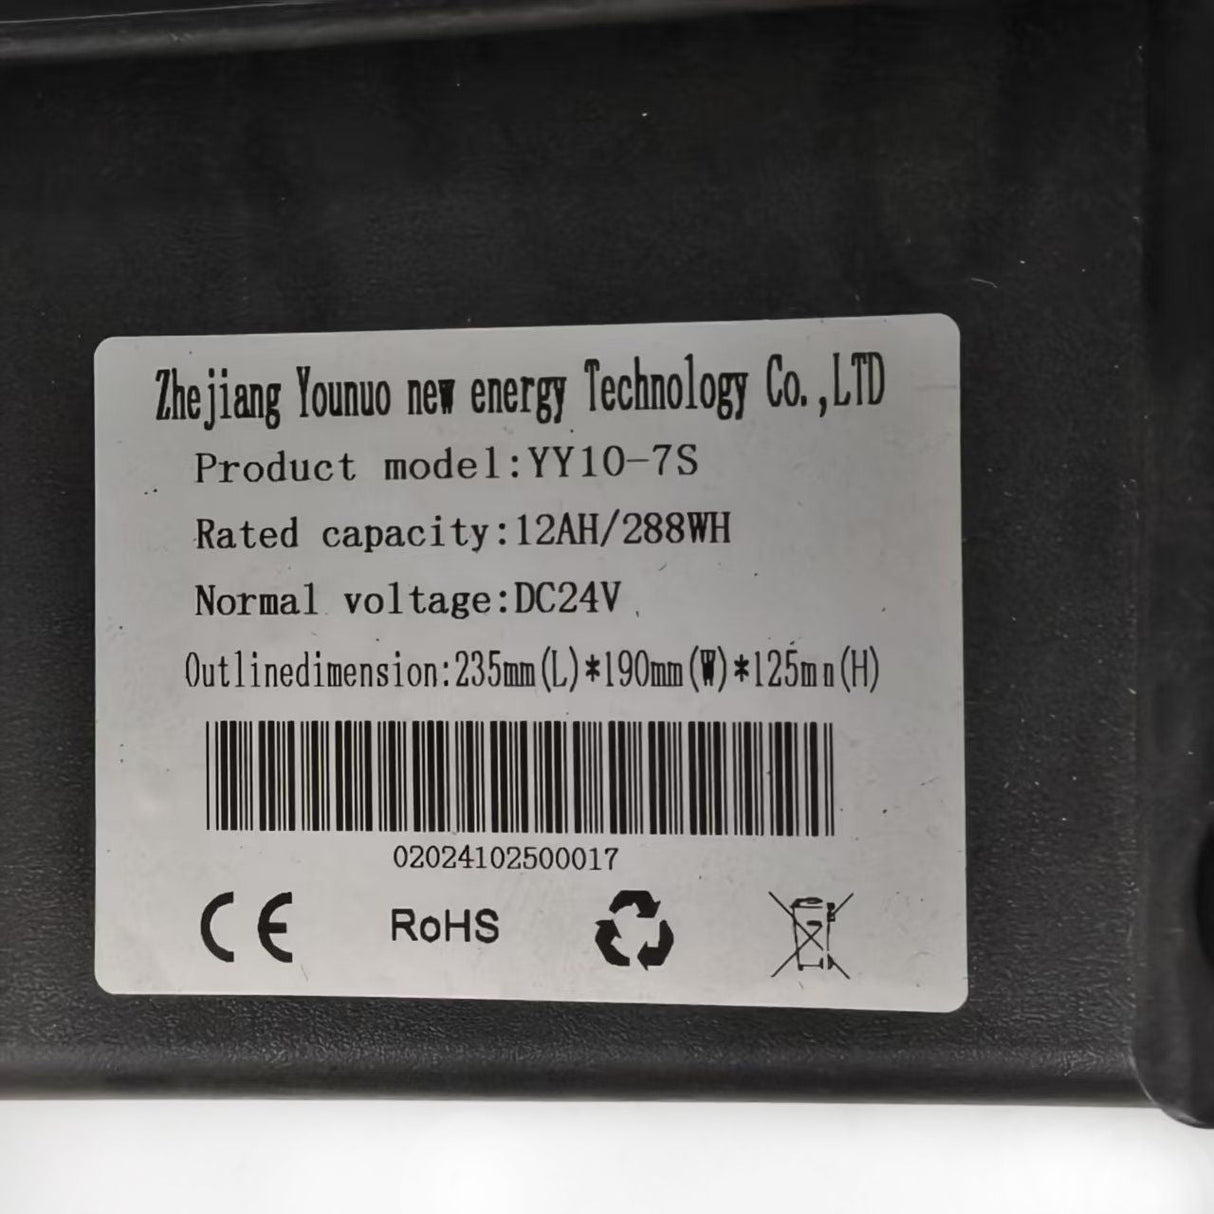 Zhejiang Younuo new energy Technology Co.,LTD
Product model:YY10-7S
Rated capacity:12AH/288WH
Normal voltage:DC24V
Outlinedimension:235mm(L)*190mm(W)*125mm(H)
02024102500017
CE RoHS